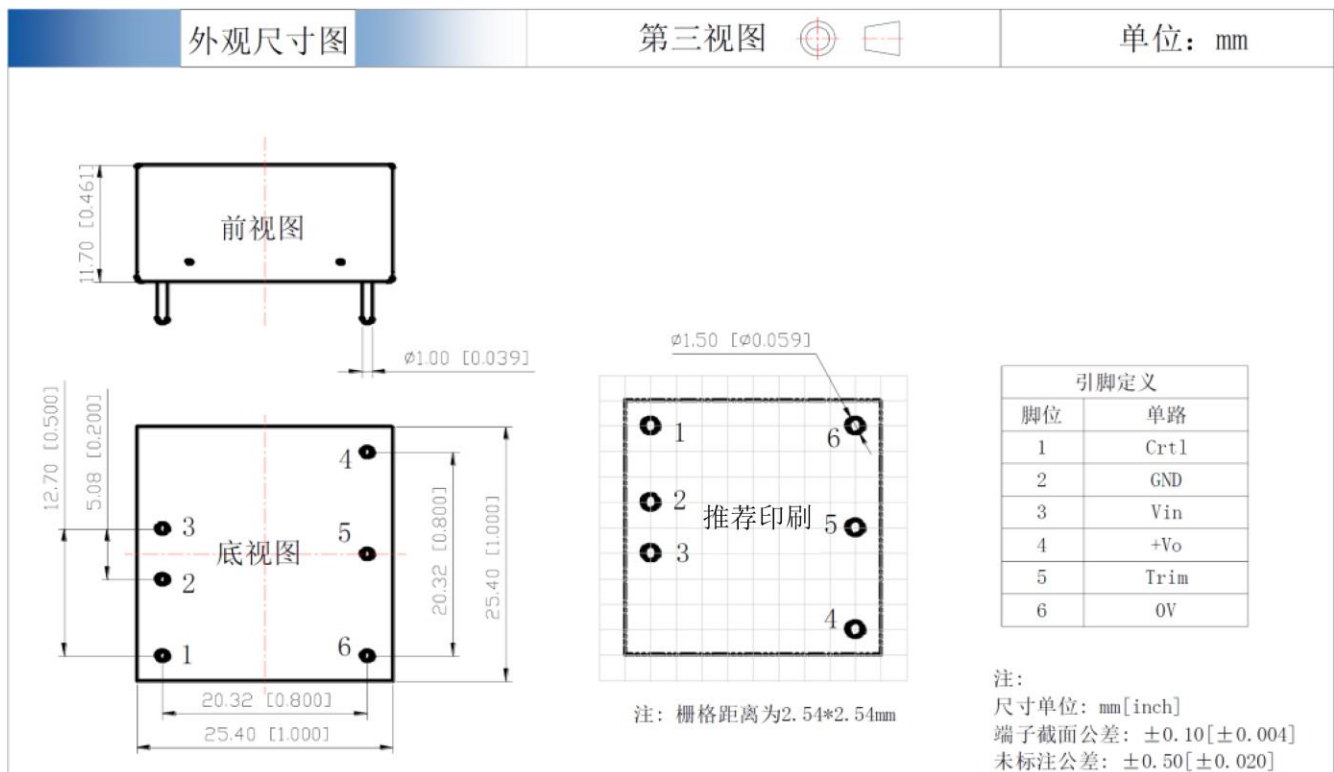 外观尺寸图
第三视图
单位：mm
11.70 [0.461]
前视图
ø1.00 [0.039]
12.70 [0.500]
5.08 [0.200]
4
3
5
底视图
2
1
6
20.32 [0.800]
25.40 [1.000]
20.32 [0.800]
25.40 [1.000]
ø1.50 [ø0.059]
1
6
2
推荐印刷
5
3
4
注: 栅格距离为2.54*2.54mm
引脚定义
脚位 单路
1 Crtl
2 GND
3 Vin
4 +Vo
5 Trim
6 0V
注:
尺寸单位: mm[inch]
端子截面公差: ±0.10[±0.004]
未标注公差: ±0.50[±0.020]